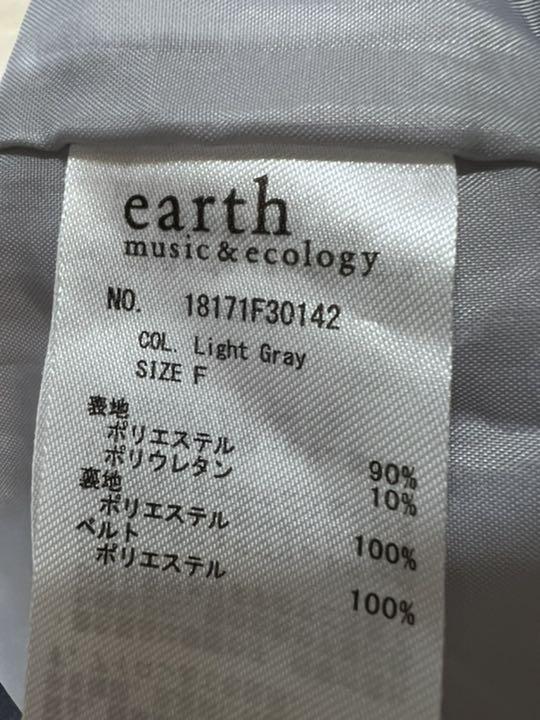 earth
music & ecology
NO. 18171F30142
COL. Light Gray
SIZE F
表地
ポリエステル 90%
ポリウレタン 10%
裏地
ポリエステル 100%
ベルト
ポリエステル 100%